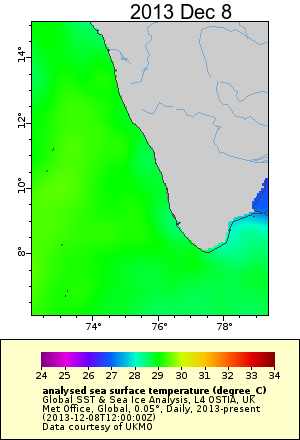 2013 Dec 8
14°
12°
10°
8°
74°
76°
78°
24 25 26 27 28 29 30 31 32 33 34
analysed sea surface temperature (degree_C)
Global SST & Sea Ice Analysis, L4 OSTIA, UK
Met Office, Global, 0.05°, Daily, 2013-present
(2013-12-08T12:00:00Z)
Data courtesy of UKMO